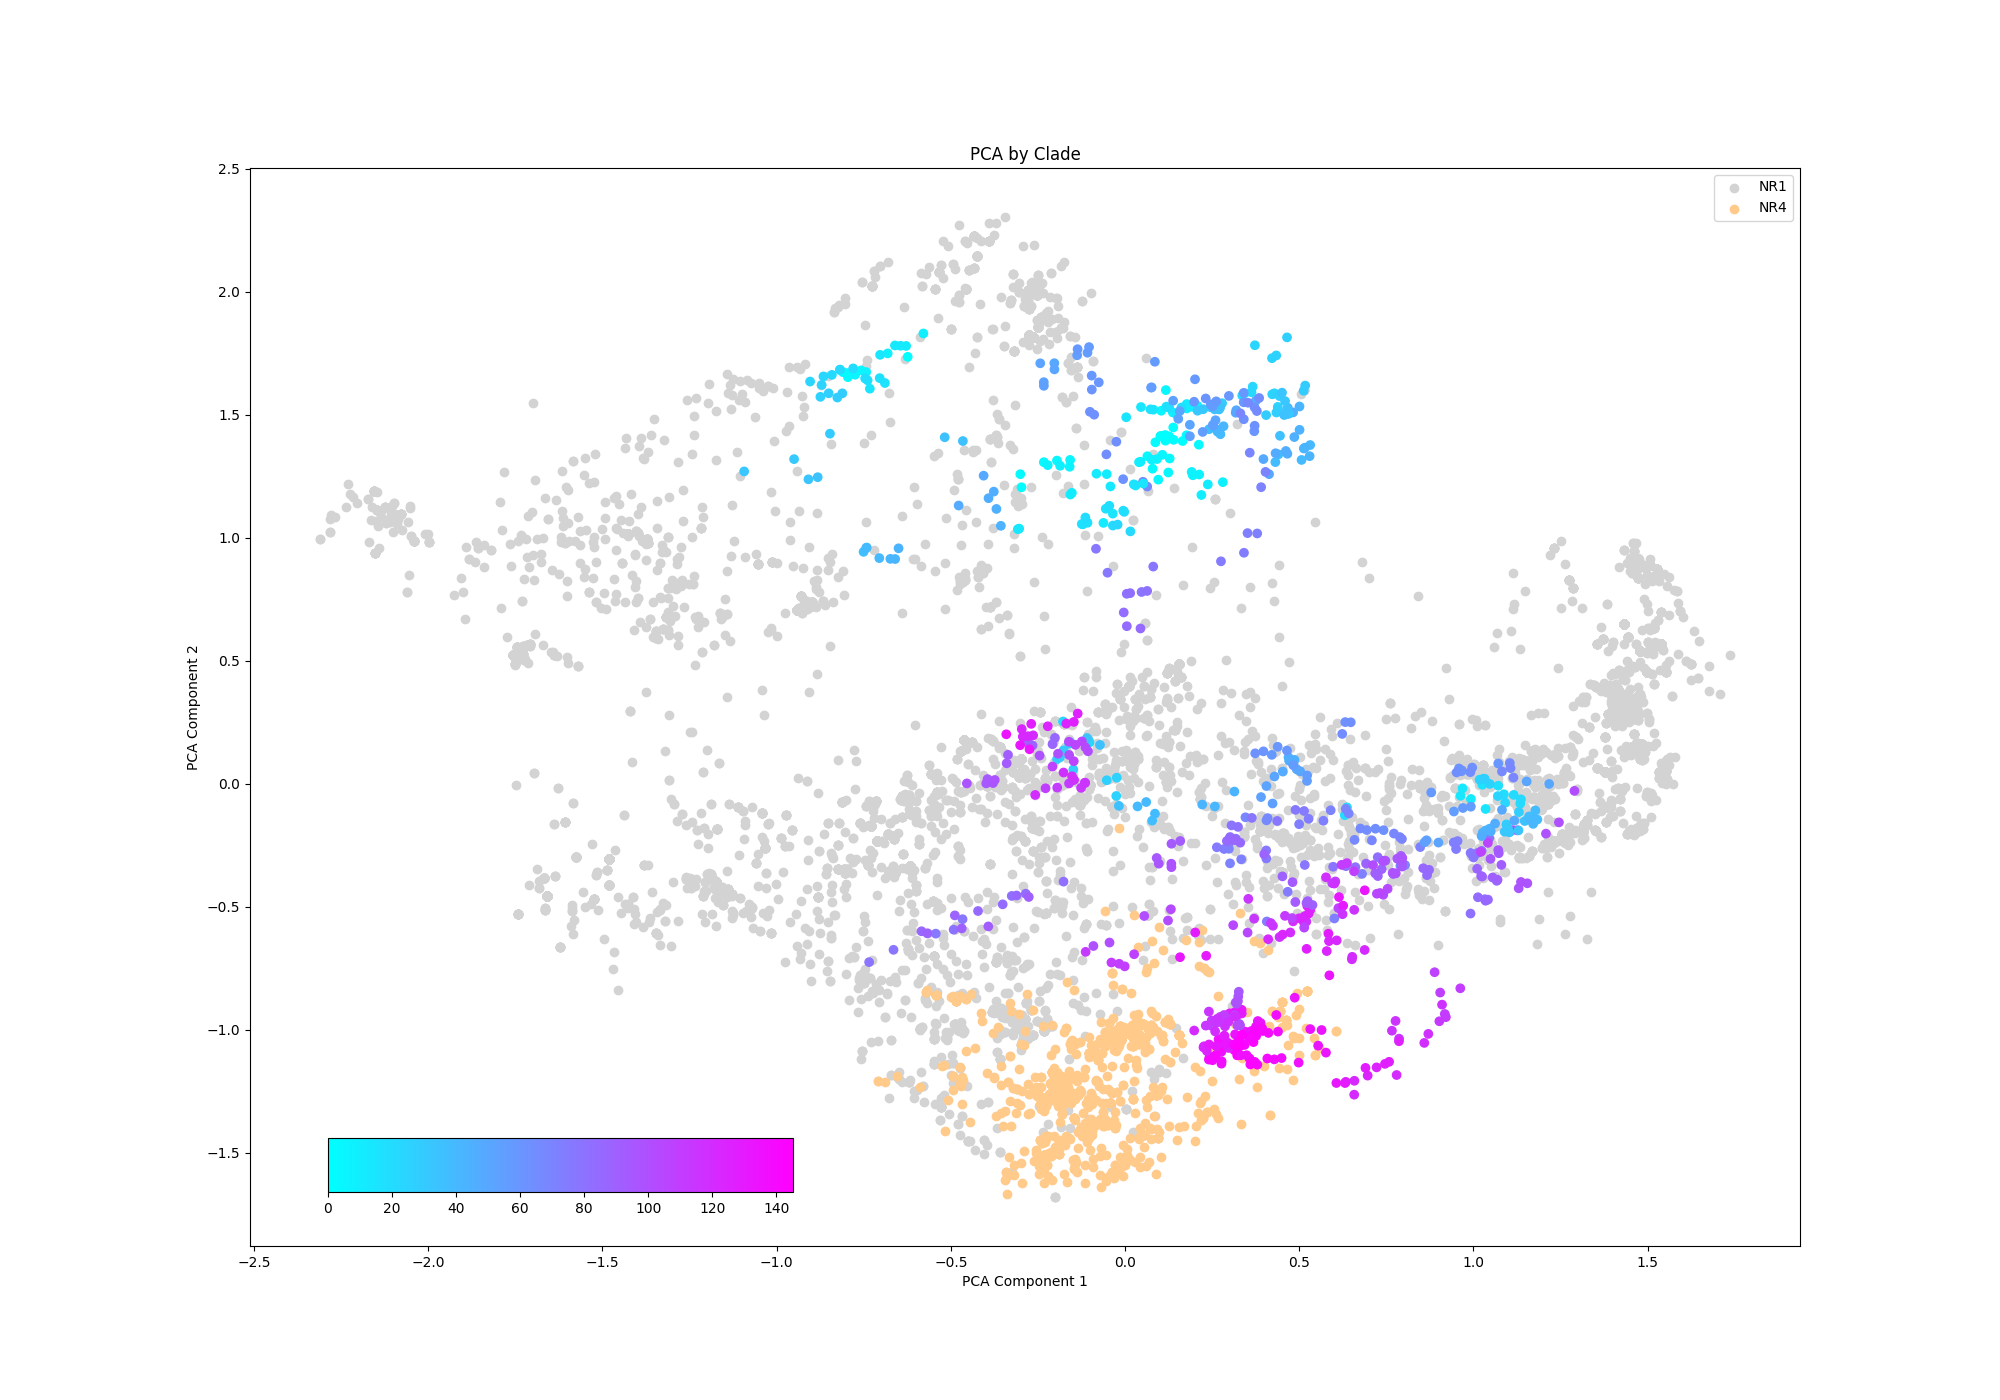 PCA by Clade
NR1
NR4
2.5
2.0
1.5
1.0
0.5
0.0
−0.5
−1.0
−1.5
PCA Component 2
0 20 40 60 80 100 120 140
−2.5 −2.0 −1.5 −1.0 −0.5 0.0 0.5 1.0 1.5
PCA Component 1